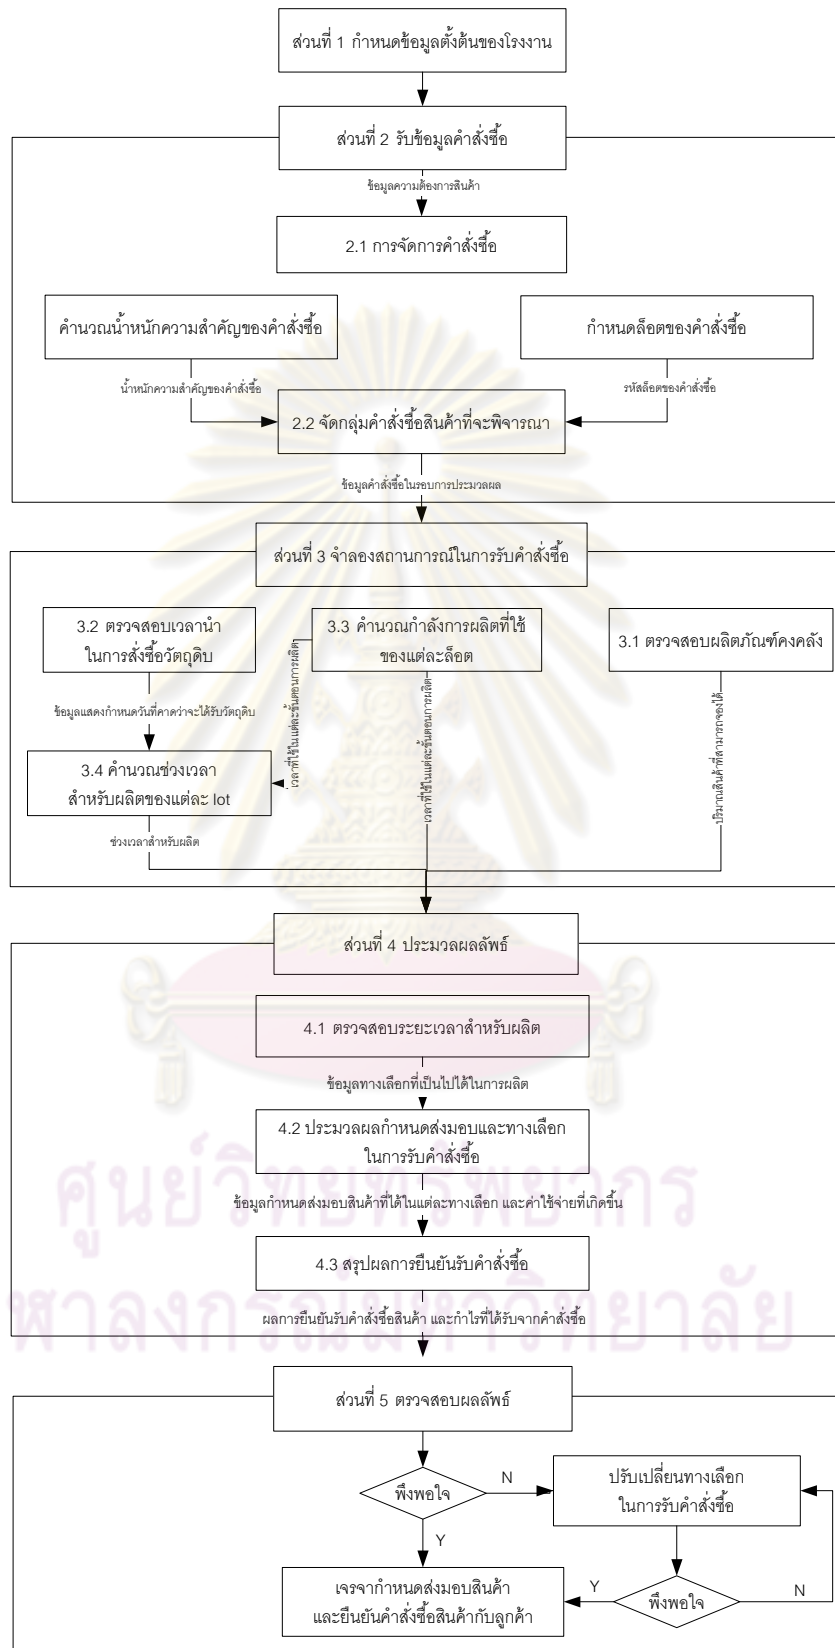 ส่วนที่ 1 กำหนดข้อมูลตั้งต้นของโรงงาน
ส่วนที่ 2 รับข้อมูลคำสั่งซื้อ
ข้อมูลความต้องการสินค้า
2.1 การจัดการคำสั่งซื้อ
คำนวณน้ำหนักความสำคัญของคำสั่งซื้อ
กำหนดล็อตของคำสั่งซื้อ
น้ำหนักความสำคัญของคำสั่งซื้อ
รหัสล็อตของคำสั่งซื้อ
2.2 จัดกลุ่มคำสั่งซื้อสินค้าที่จะพิจารณา
ข้อมูลคำสั่งซื้อในรอบการประมวลผล
ส่วนที่ 3 จำลองสถานการณ์ในการรับคำสั่งซื้อ
3.2 ตรวจสอบเวลานำ
ในการสั่งซื้อวัตถุดิบ
3.3 คำนวณกำลังการผลิตที่ใช้
ของแต่ละล็อต
3.1 ตรวจสอบผลิตภัณฑ์คงคลัง
ข้อมูลแสดงกำหนดวันที่คาดว่าจะได้รับวัตถุดิบ
เวลาที่ใช้ในแต่ละขั้นตอนการผลิต
เวลาที่ใช้ในแต่ละขั้นตอนการผลิต
ปริมาณสินค้าที่สามารถจองได้
3.4 คำนวณช่วงเวลา
สำหรับผลิตของแต่ละ lot
ช่วงเวลาสำหรับผลิต
ส่วนที่ 4 ประมวลผลลัพธ์
4.1 ตรวจสอบระยะเวลาสำหรับผลิต
ข้อมูลทางเลือกที่เป็นไปได้ในการผลิต
4.2 ประมวลผลกำหนดส่งมอบและทางเลือก
ในการรับคำสั่งซื้อ
ข้อมูลกำหนดส่งมอบสินค้าที่ได้ในแต่ละทางเลือก และค่าใช้จ่ายที่เกิดขึ้น
4.3 สรุปผลการยืนยันรับคำสั่งซื้อ
ผลการยืนยันรับคำสั่งซื้อสินค้า และกำไรที่ได้รับจากคำสั่งซื้อ
ศูนย์วิทยทรัพยากร
ฬาลงกรณ์มหาวิทยาลัย
ส่วนที่ 5 ตรวจสอบผลลัพธ์
พึงพอใจ
N
ปรับเปลี่ยนทางเลือก
ในการรับคำสั่งซื้อ
Y
เจรจากำหนดส่งมอบสินค้า
และยืนยันคำสั่งซื้อสินค้ากับลูกค้า
Y
พึงพอใจ
N